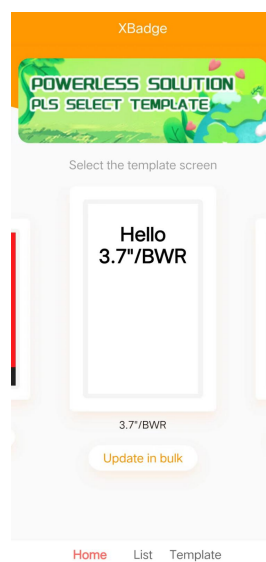 XBadge
POWERLESS SOLUTION
PLS SELECT TEMPLATE
Select the template screen
Hello
3.7"/BWR
3.7"/BWR
Update in bulk
Home List Template